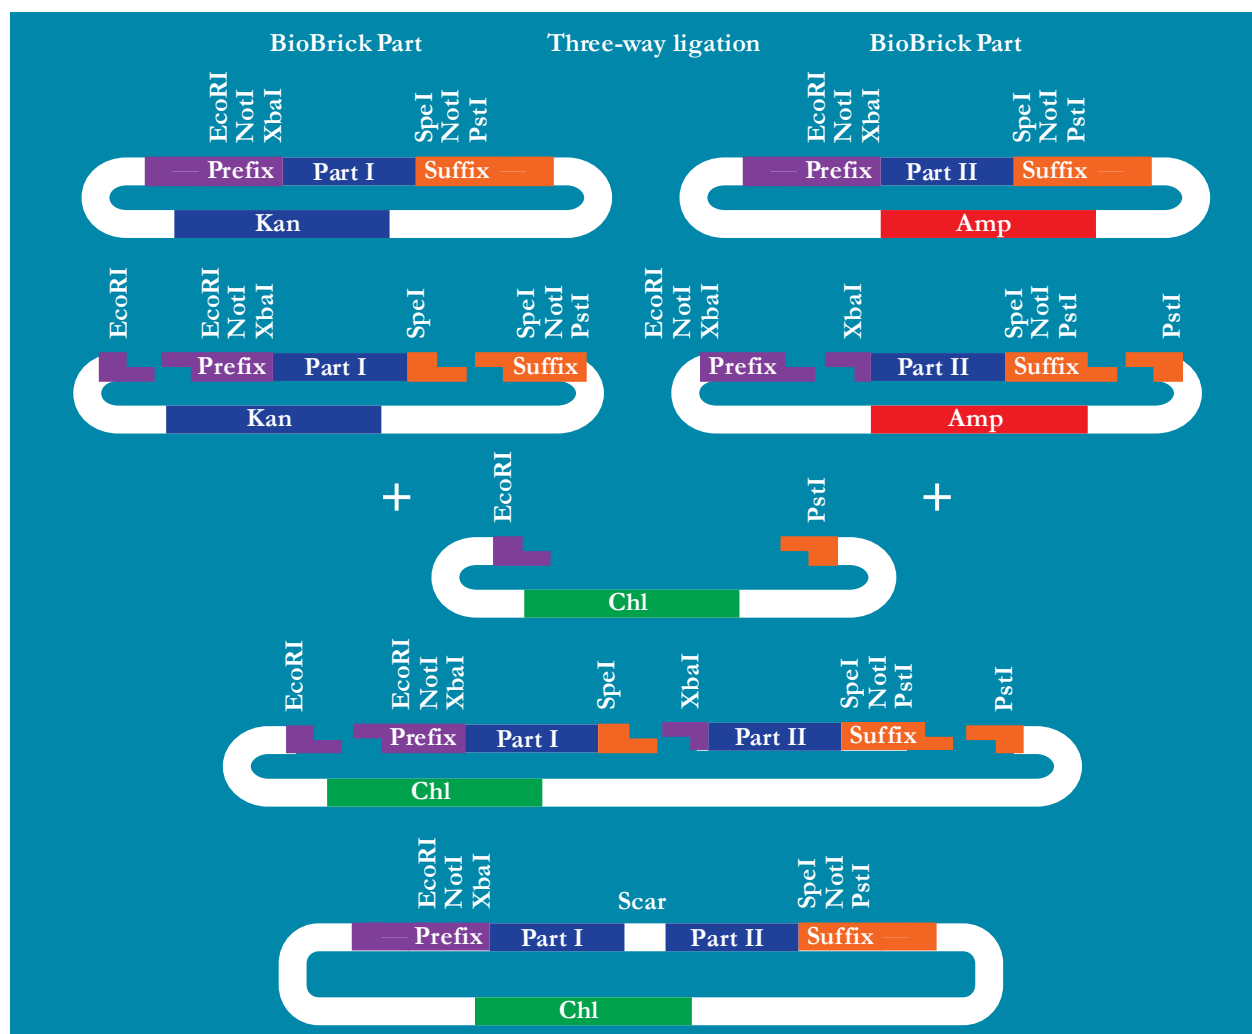 BioBrick Part
Three-way ligation
BioBrick Part
EcoRI
NotI
XbaI
SpeI
NotI
PstI
EcoRI
NotI
XbaI
SpeI
NotI
PstI
Prefix
Part I
Suffix
Prefix
Part II
Suffix
Kan
Amp
EcoRI
EcoRI
NotI
XbaI
SpeI
SpeI
NotI
PstI
EcoRI
NotI
XbaI
XbaI
SpeI
NotI
PstI
PstI
Prefix
Part I
Suffix
Prefix
Part II
Suffix
Kan
Amp
+
EcoRI
PstI
+
Chl
EcoRI
EcoRI
NotI
XbaI
SpeI
XbaI
SpeI
NotI
PstI
PstI
Prefix
Part I
Part II
Suffix
Chl
EcoRI
NotI
XbaI
Scar
SpeI
NotI
PstI
Prefix
Part I
Part II
Suffix
Chl